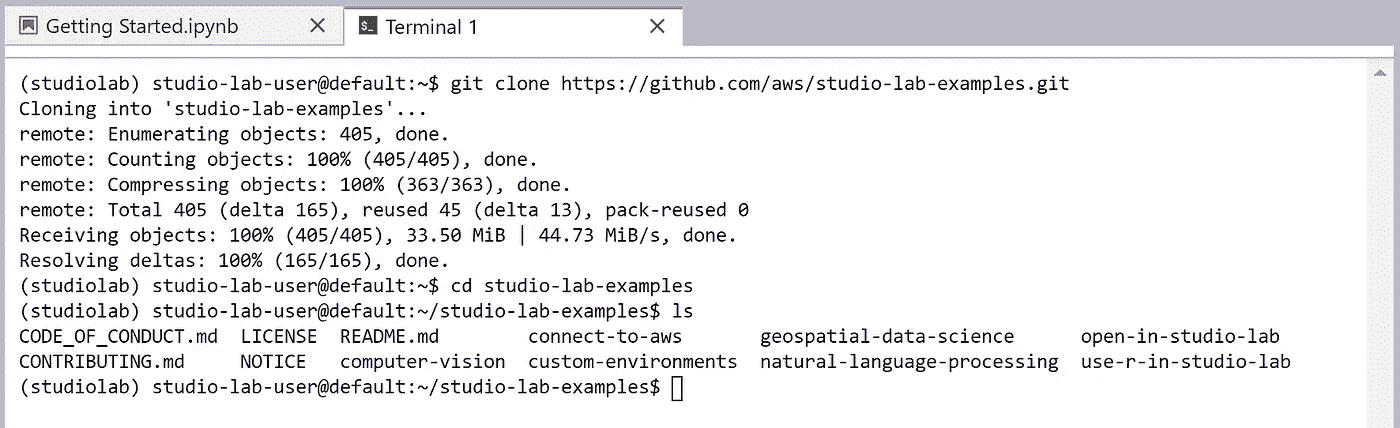 Getting Started.ipynb
Terminal 1
(studiolab) studio-lab-user@default:~$ git clone https://github.com/aws/studio-lab-examples.git
Cloning into 'studio-lab-examples'...
remote: Enumerating objects: 405, done.
remote: Counting objects: 100% (405/405), done.
remote: Compressing objects: 100% (363/363), done.
remote: Total 405 (delta 165), reused 45 (delta 13), pack-reused 0
Receiving objects: 100% (405/405), 33.50 MiB | 44.73 MiB/s, done.
Resolving deltas: 100% (165/165), done.
(studiolab) studio-lab-user@default:~$ cd studio-lab-examples
(studiolab) studio-lab-user@default:~/studio-lab-examples$ ls
CODE_OF_CONDUCT.md  LICENSE  README.md        connect-to-aws       geospatial-data-science      open-in-studio-lab
CONTRIBUTING.md     NOTICE   computer-vision  custom-environments  natural-language-processing  use-r-in-studio-lab
(studiolab) studio-lab-user@default:~/studio-lab-examples$